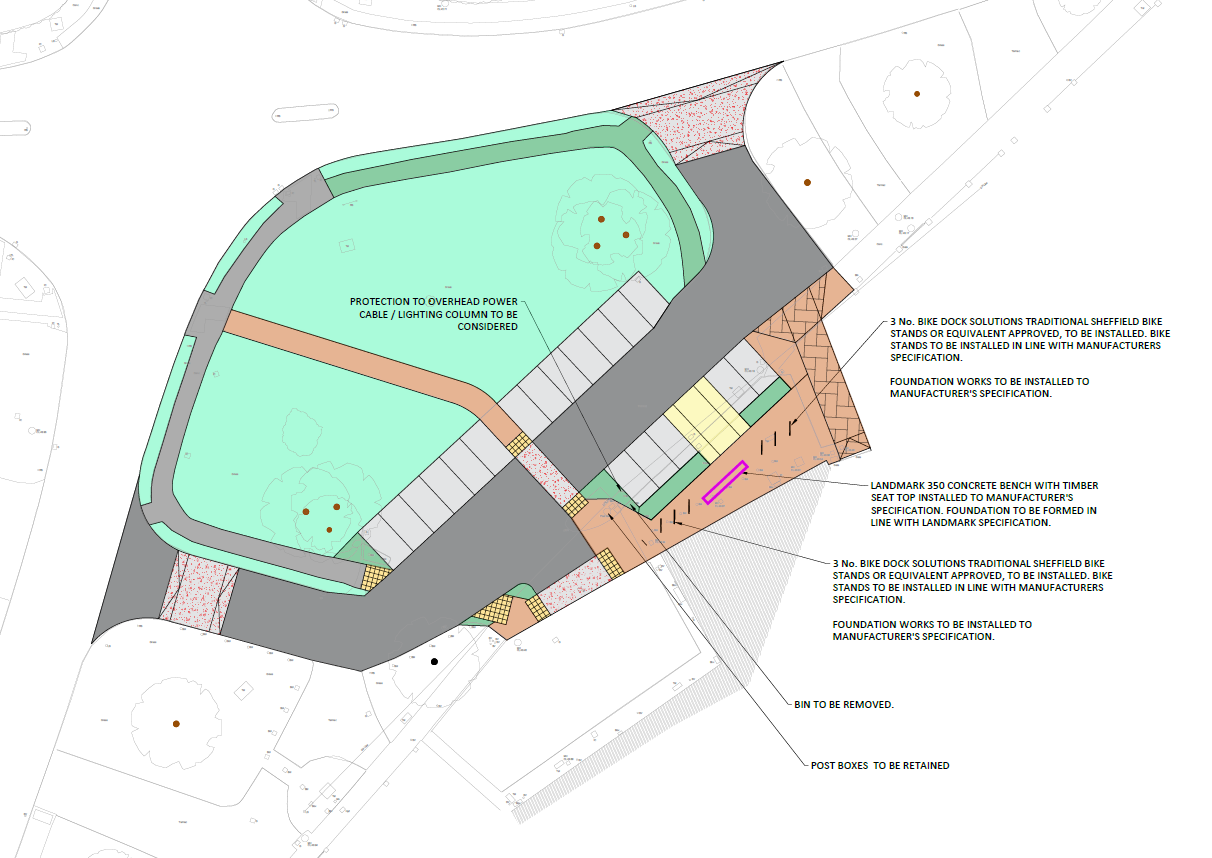 PROTECTION TO OVERHEAD POWER
CABLE / LIGHTING COLUMN TO BE
CONSIDERED
3 No. BIKE DOCK SOLUTIONS TRADITIONAL SHEFFIELD BIKE
STANDS OR EQUIVALENT APPROVED, TO BE INSTALLED. BIKE
STANDS TO BE INSTALLED IN LINE WITH MANUFACTURERS
SPECIFICATION.
FOUNDATION WORKS TO BE INSTALLED TO
MANUFACTURER'S SPECIFICATION.
LANDMARK 350 CONCRETE BENCH WITH TIMBER
SEAT TOP INSTALLED TO MANUFACTURER'S
SPECIFICATION. FOUNDATION TO BE FORMED IN
LINE WITH LANDMARK SPECIFICATION.
3 No. BIKE DOCK SOLUTIONS TRADITIONAL SHEFFIELD BIKE
STANDS OR EQUIVALENT APPROVED, TO BE INSTALLED. BIKE
STANDS TO BE INSTALLED IN LINE WITH MANUFACTURERS
SPECIFICATION.
FOUNDATION WORKS TO BE INSTALLED TO
MANUFACTURER'S SPECIFICATION.
BIN TO BE REMOVED.
POST BOXES TO BE RETAINED